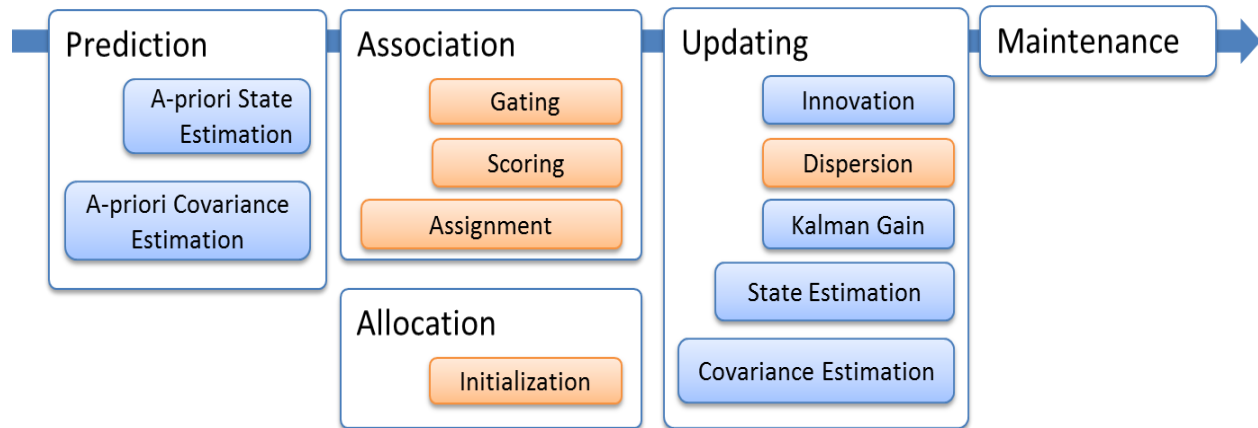 Prediction
A-priori State
Estimation
A-priori Covariance
Estimation
Association
Gating
Scoring
Assignment
Allocation
Initialization
Updating
Innovation
Dispersion
Kalman Gain
State Estimation
Covariance Estimation
Maintenance